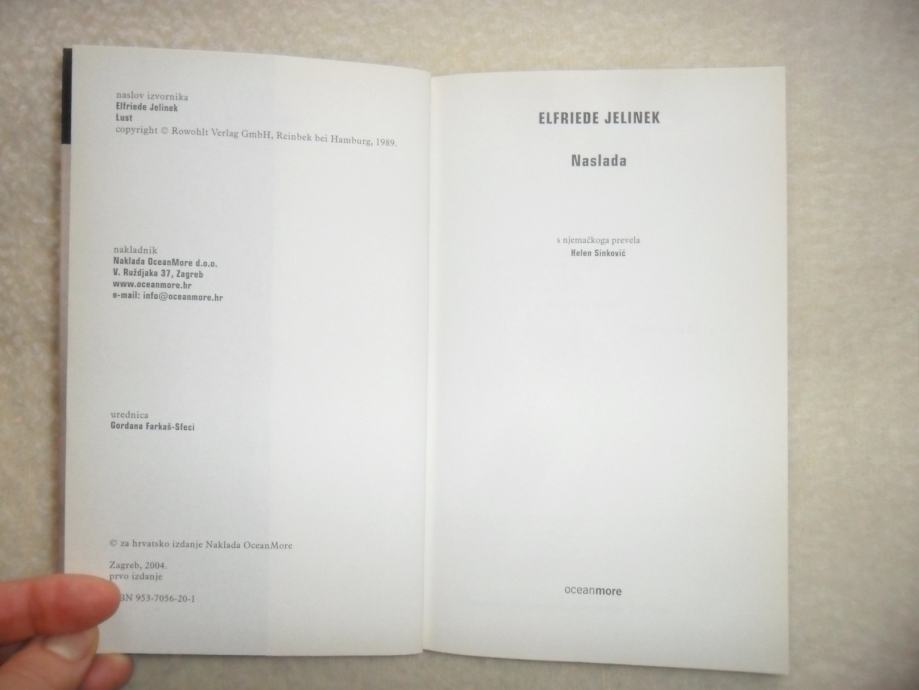 naslov izvornika
Elfriede Jelinek
Lust
copyright © Rowohlt Verlag GmbH, Reinbek bei Hamburg, 1989.
nakladnik
Naklada OceanMore d.o.o.
V. Ruždjaka 37, Zagreb
www.oceanmore.hr
e-mail: info@oceanmore.hr
urednica
Gordana Farkaš-Sfeci
© za hrvatsko izdanje Naklada OceanMore
Zagreb, 2004.
prvo izdanje
BN 953-7056-20-1
ELFRIEDE JELINEK
Naslada
s njemačkoga prevela
Helen Sinković
oceanmore